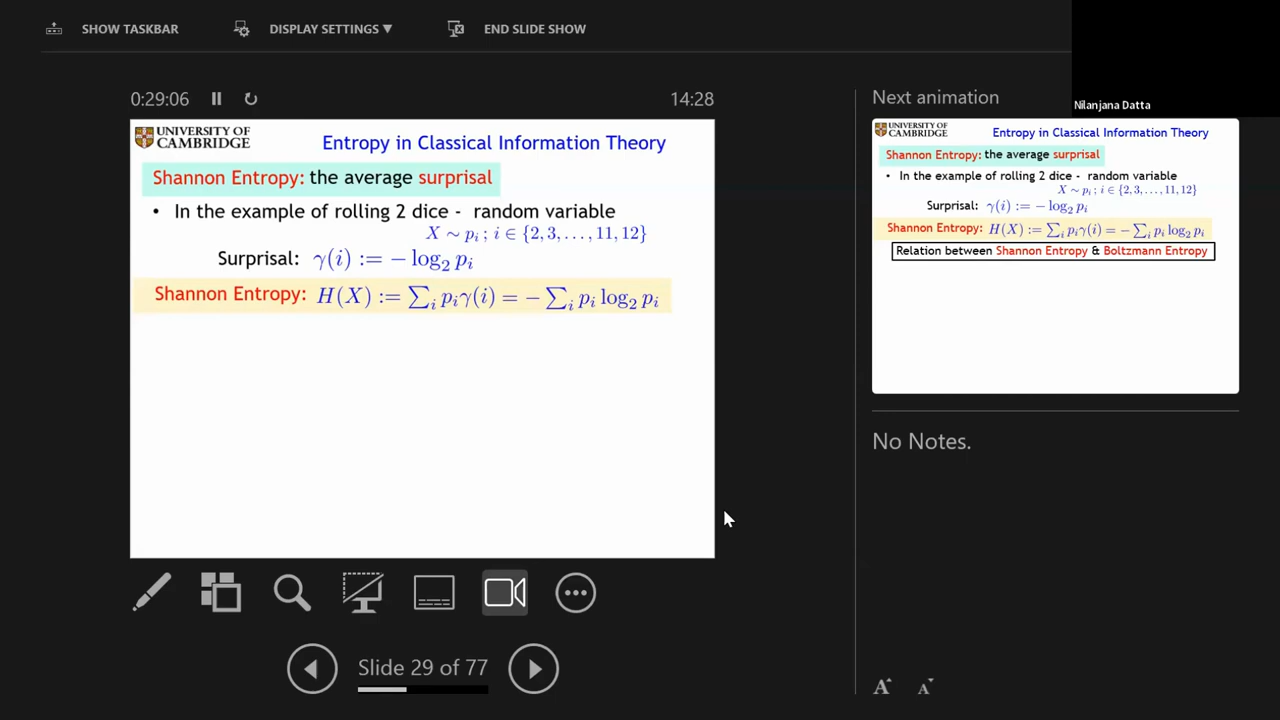 SHOW TASKBAR
DISPLAY SETTINGS ▼
END SLIDE SHOW
0:29:06
14:28
Next animation
Nilanjana Datta
UNIVERSITY OF
CAMBRIDGE
Entropy in Classical Information Theory
Shannon Entropy: the average surprisal
• In the example of rolling 2 dice - random variable
X ∼ p_i ; i ∈ {2, 3, . . . , 11, 12}
Surprisal: γ(i) := − log₂ p_i
Shannon Entropy: H(X) := ∑_i p_i γ(i) = − ∑_i p_i log₂ p_i
UNIVERSITY OF
CAMBRIDGE
Entropy in Classical Information Theory
Shannon Entropy: the average surprisal
• In the example of rolling 2 dice - random variable
X ∼ p_i ; i ∈ {2, 3, . . . , 11, 12}
Surprisal: γ(i) := − log₂ p_i
Shannon Entropy: H(X) := ∑_i p_i γ(i) = − ∑_i p_i log₂ p_i
Relation between Shannon Entropy & Boltzmann Entropy
No Notes.
Slide 29 of 77
A A